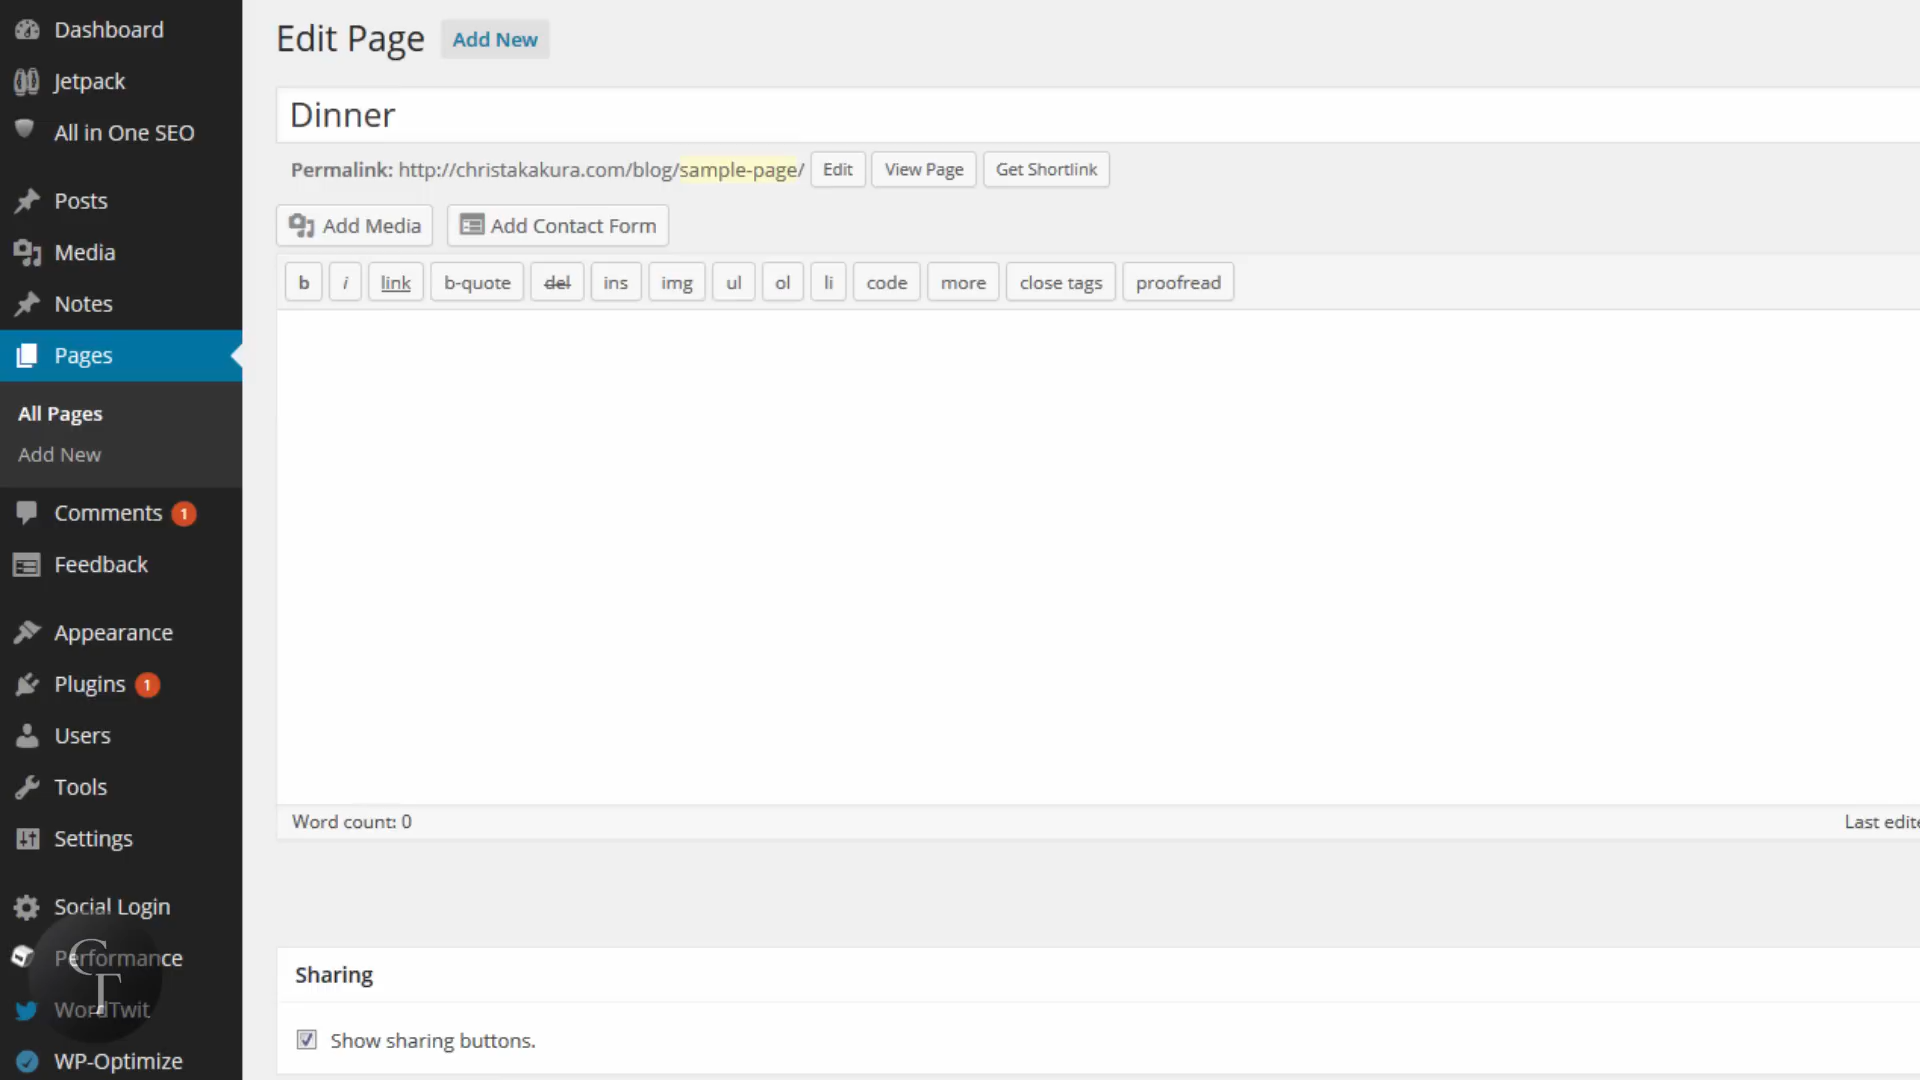 Dashboard
Jetpack
All in One SEO
Posts
Media
Notes
Pages
All Pages
Add New
Comments 1
Feedback
Appearance
Plugins 1
Users
Tools
Settings
Social Login
Performance
WordTwit
WP-Optimize
CT
Edit Page Add New
Dinner
Permalink: http://christakakura.com/blog/sample-page/ Edit View Page Get Shortlink
Add Media Add Contact Form
b i link b-quote del ins img ul ol li code more close tags proofread
Word count: 0
Last edite
Sharing
Show sharing buttons.